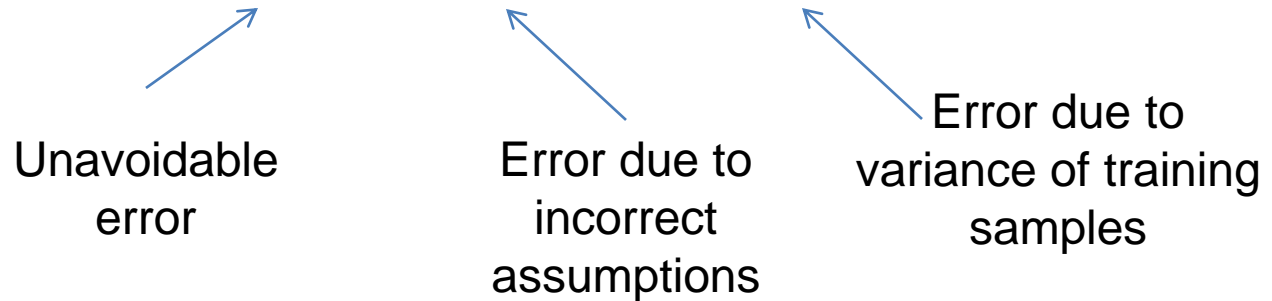 Unavoidable
error
Error due to
incorrect
assumptions
Error due to
variance of training
samples